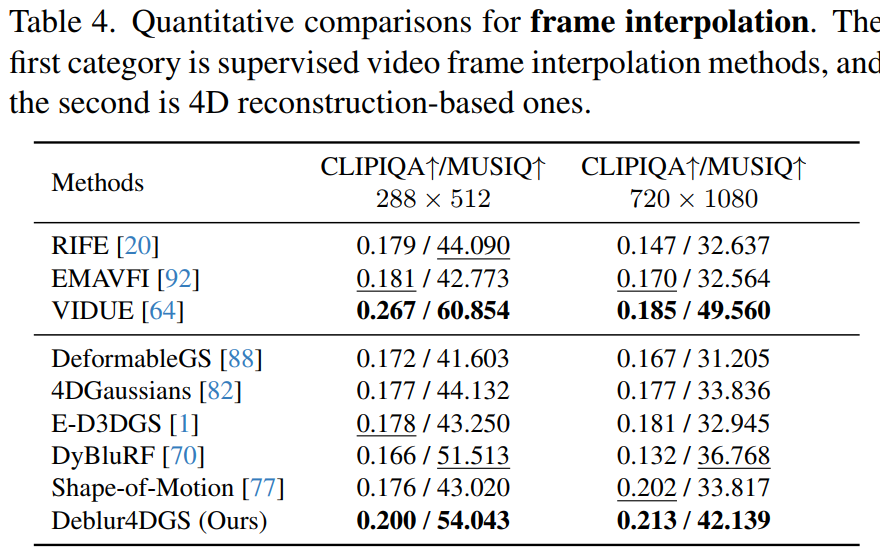 Table 4. Quantitative comparisons for frame interpolation. The
first category is supervised video frame interpolation methods, and
the second is 4D reconstruction-based ones.
Methods CLIPIQA↑/MUSIQ↑ CLIPIQA↑/MUSIQ↑
288 × 512 720 × 1080
RIFE [20] 0.179 / 44.090 0.147 / 32.637
EMAVFI [92] 0.181 / 42.773 0.170 / 32.564
VIDUE [64] 0.267 / 60.854 0.185 / 49.560
DeformableGS [88] 0.172 / 41.603 0.167 / 31.205
4DGaussians [82] 0.177 / 44.132 0.177 / 33.836
E-D3DGS [1] 0.178 / 43.250 0.181 / 32.945
DyBluRF [70] 0.166 / 51.513 0.132 / 36.768
Shape-of-Motion [77] 0.176 / 43.020 0.202 / 33.817
Deblur4DGS (Ours) 0.200 / 54.043 0.213 / 42.139